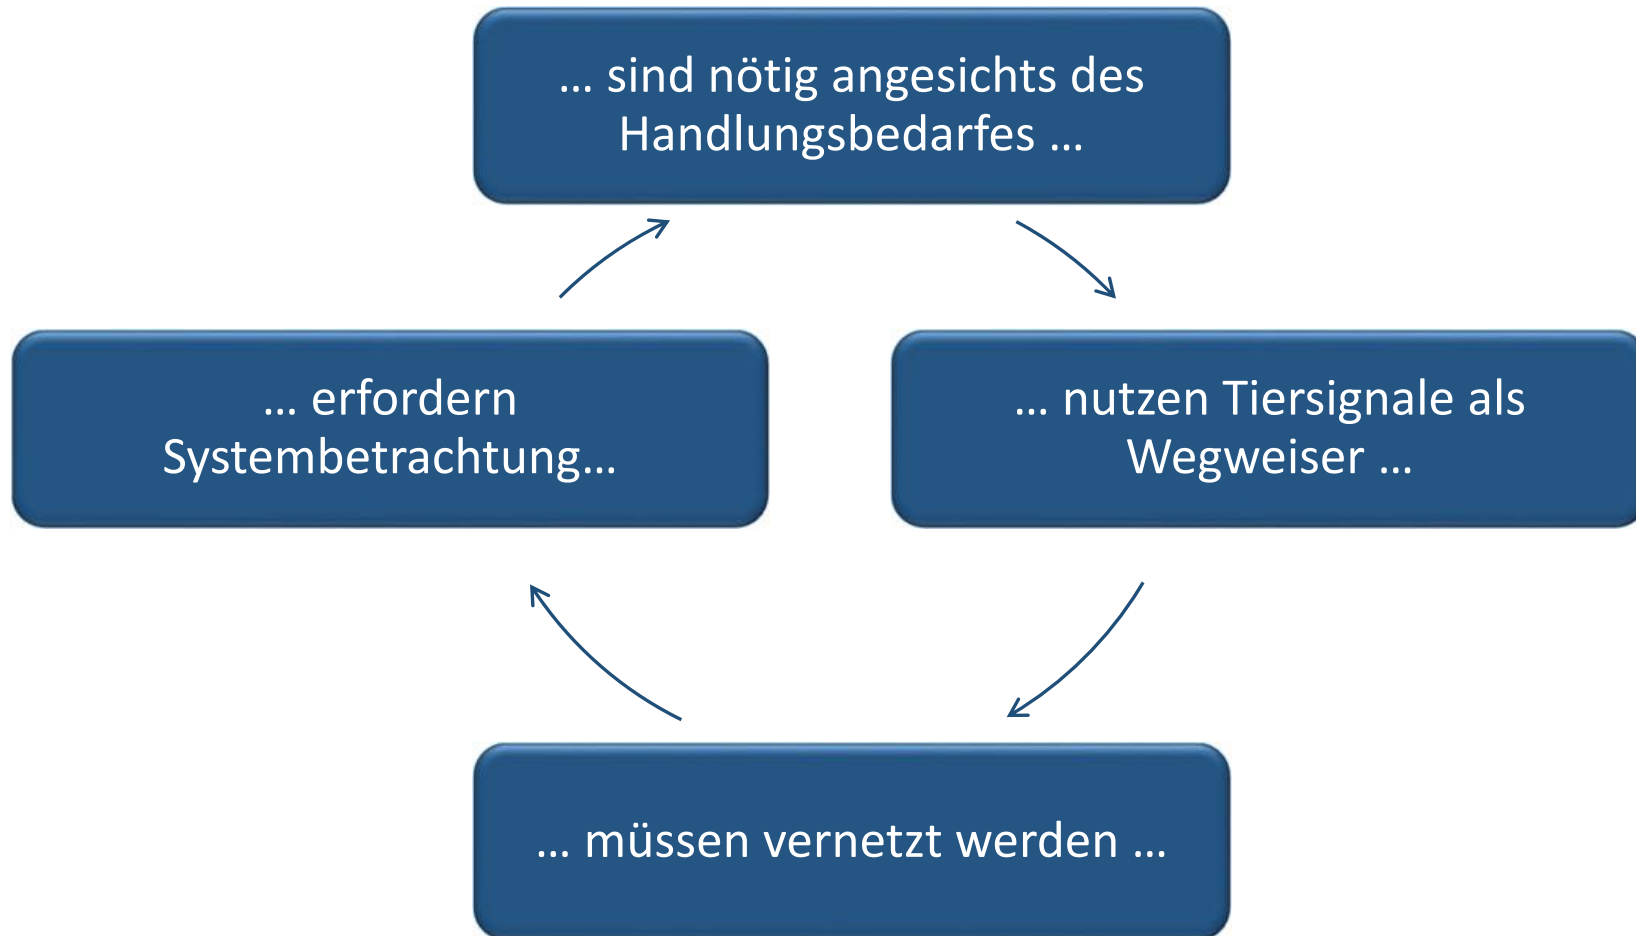 ... sind nötig angesichts des
Handlungsbedarfes ...
... erfordern
Systembetrachtung...
... nutzen Tiersignale als
Wegweiser ...
... müssen vernetzt werden ...